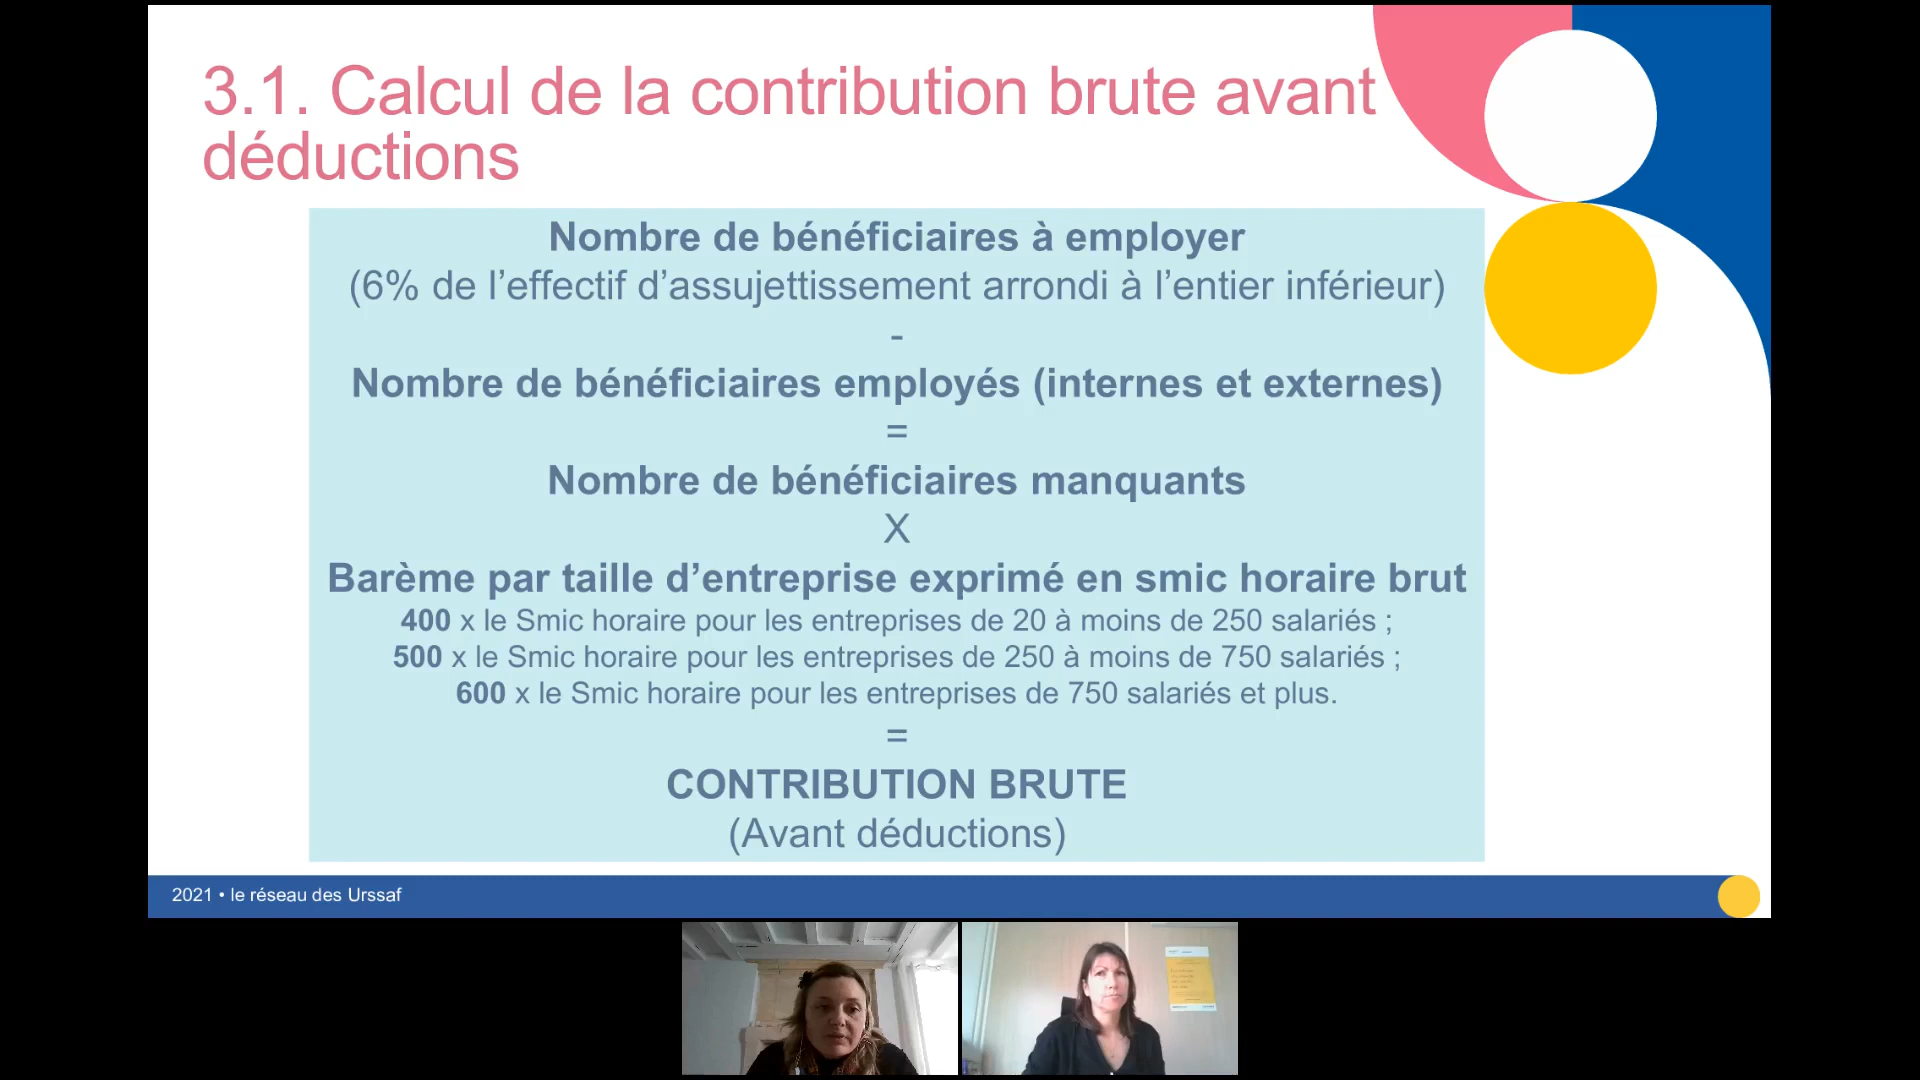 3.1. Calcul de la contribution brute avant
déductions
Nombre de bénéficiaires à employer
(6% de l’effectif d’assujettissement arrondi à l’entier inférieur)
-
Nombre de bénéficiaires employés (internes et externes)
=
Nombre de bénéficiaires manquants
X
Barème par taille d’entreprise exprimé en smic horaire brut
400 x le Smic horaire pour les entreprises de 20 à moins de 250 salariés ;
500 x le Smic horaire pour les entreprises de 250 à moins de 750 salariés ;
600 x le Smic horaire pour les entreprises de 750 salariés et plus.
=
CONTRIBUTION BRUTE
(Avant déductions)
2021 • le réseau des Urssaf